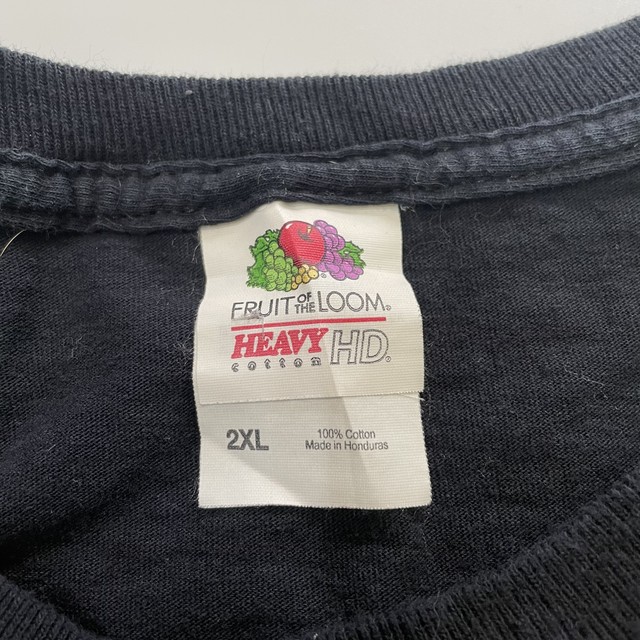 FRUIT OF THE LOOM®
HEAVY HD®
cotton
2XL
100% Cotton
Made in Honduras